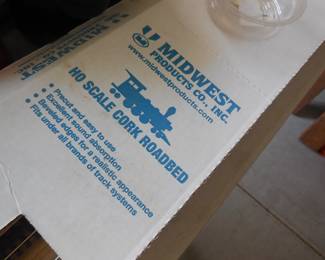 MIDWEST
PRODUCTS CO., INC.
www.midwestproducts.com
HO SCALE CORK ROADBED
• Precut and easy to use
• Excellent sound absorption
• Beveled edges for a realistic appearance
• Fits under all brands of track systems
MIDWEST